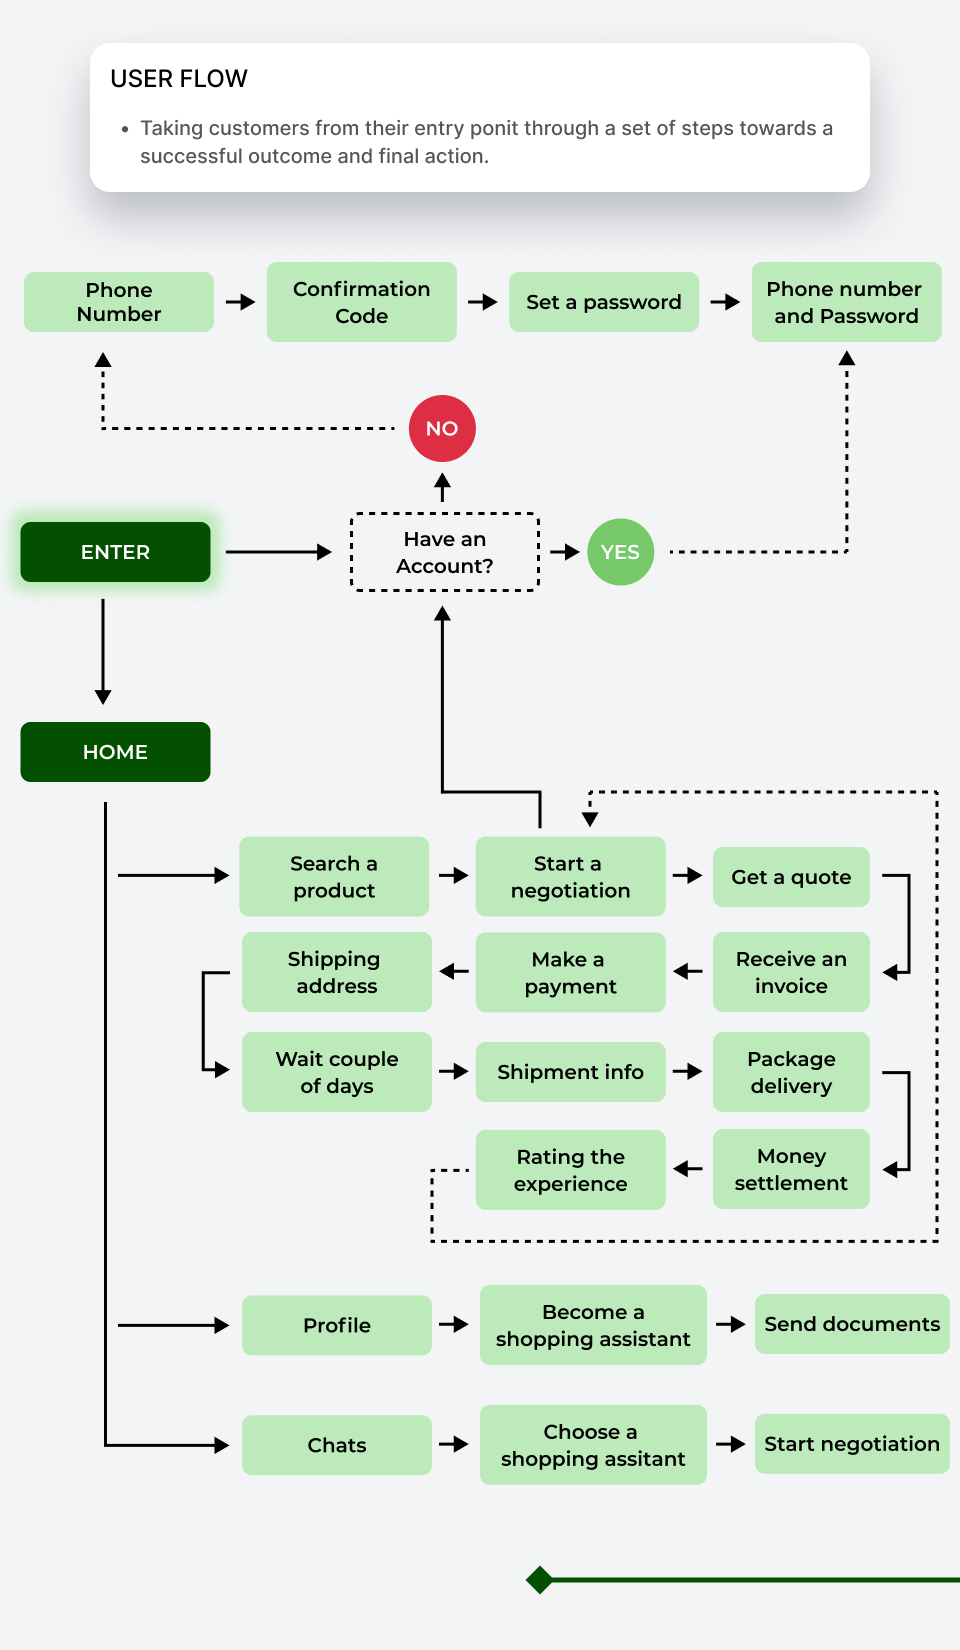 USER FLOW
• Taking customers from their entry ponit through a set of steps towards a
successful outcome and final action.
Phone
Number
Confirmation
Code
Set a password
Phone number
and Password
NO
ENTER
Have an
Account?
YES
HOME
Search a
product
Start a
negotiation
Get a quote
Shipping
address
Make a
payment
Receive an
invoice
Wait couple
of days
Shipment info
Package
delivery
Rating the
experience
Money
settlement
Profile
Become a
shopping assistant
Send documents
Chats
Choose a
shopping assitant
Start negotiation